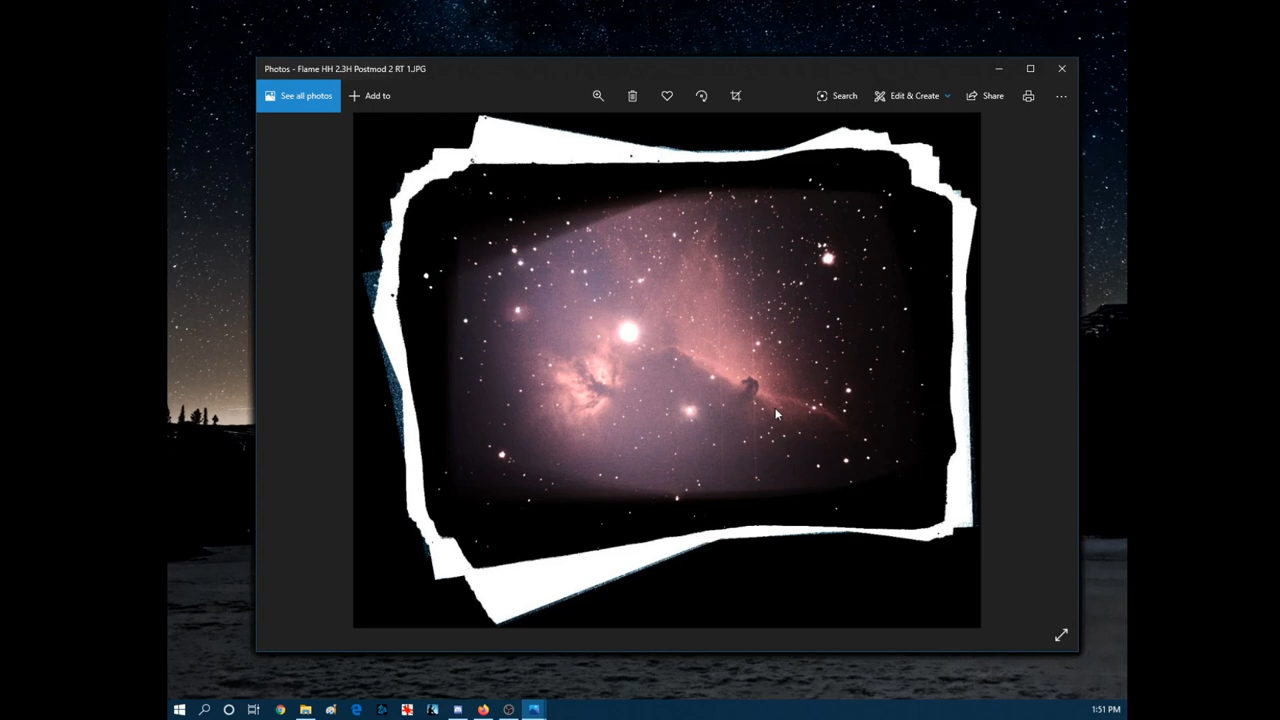 Photos - Flame HH 2.3H Postmod 2 RT 1.JPG
See all photos
Add to
Search
Edit & Create
Share
1:51 PM